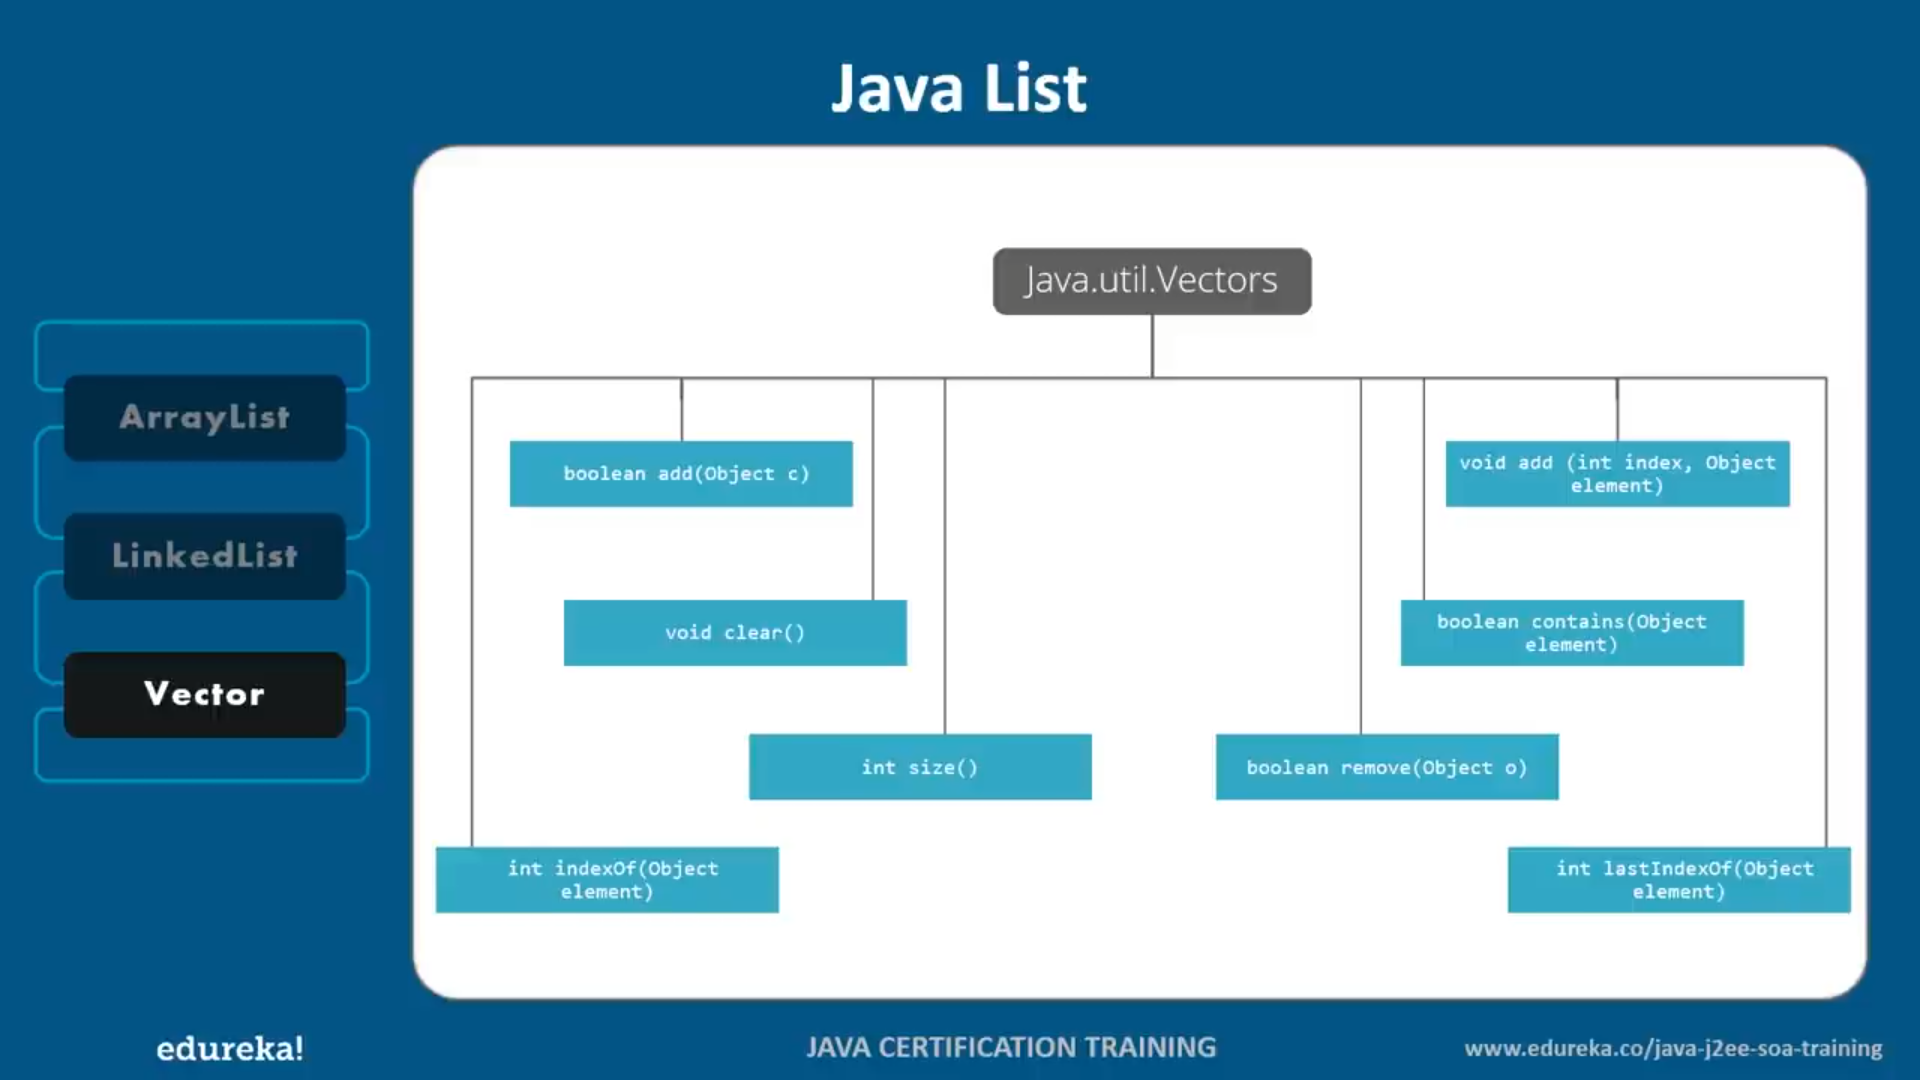 Java List
ArrayList
LinkedList
Vector
Java.util.Vectors
boolean add(Object c)
void add (int index, Object
element)
void clear()
boolean contains(Object
element)
int size()
boolean remove(Object o)
int indexOf(Object
element)
int lastIndexOf(Object
element)
edureka!
JAVA CERTIFICATION TRAINING
www.edureka.co/java-j2ee-soa-training